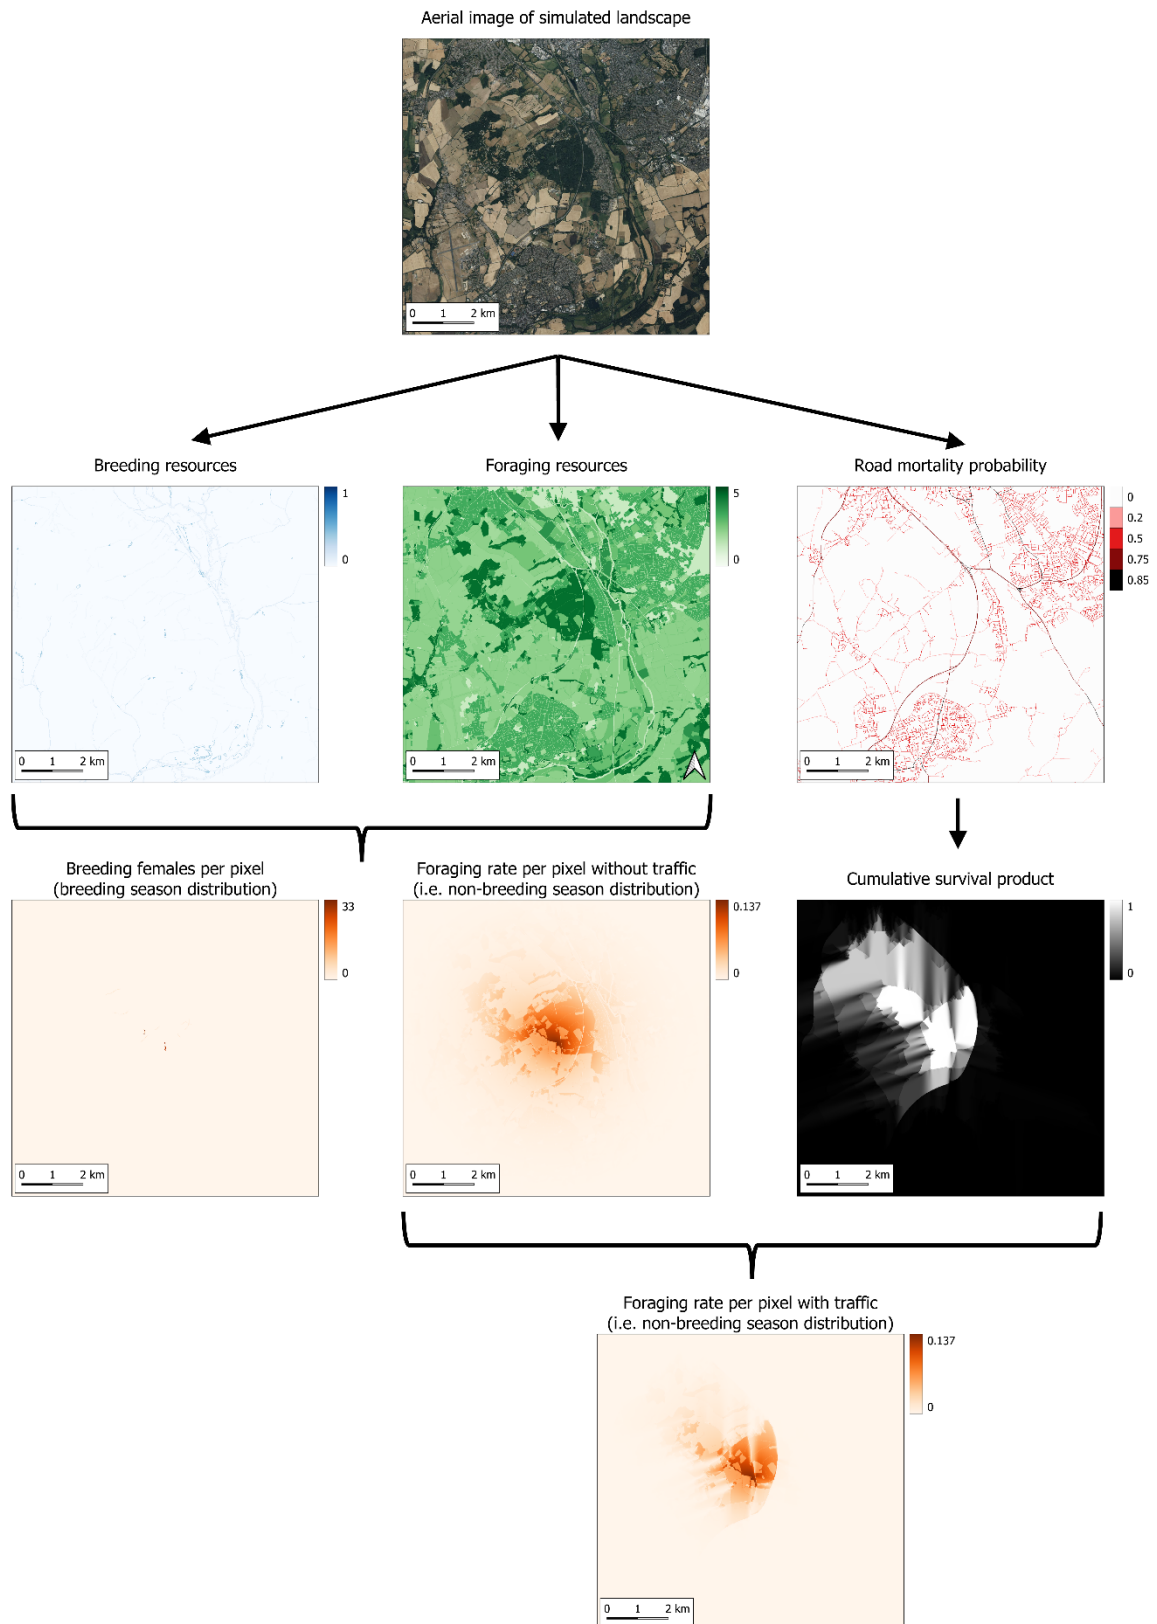 Aerial image of simulated landscape
0 1 2 km
Breeding resources
1
0
0 1 2 km
Foraging resources
5
0
0 1 2 km
Road mortality probability
0
0.2
0.5
0.75
0.85
0 1 2 km
Breeding females per pixel
(breeding season distribution)
33
0
0 1 2 km
Foraging rate per pixel without traffic
(i.e. non-breeding season distribution)
0.137
0
0 1 2 km
Cumulative survival product
1
0
0 1 2 km
Foraging rate per pixel with traffic
(i.e. non-breeding season distribution)
0.137
0
0 1 2 km